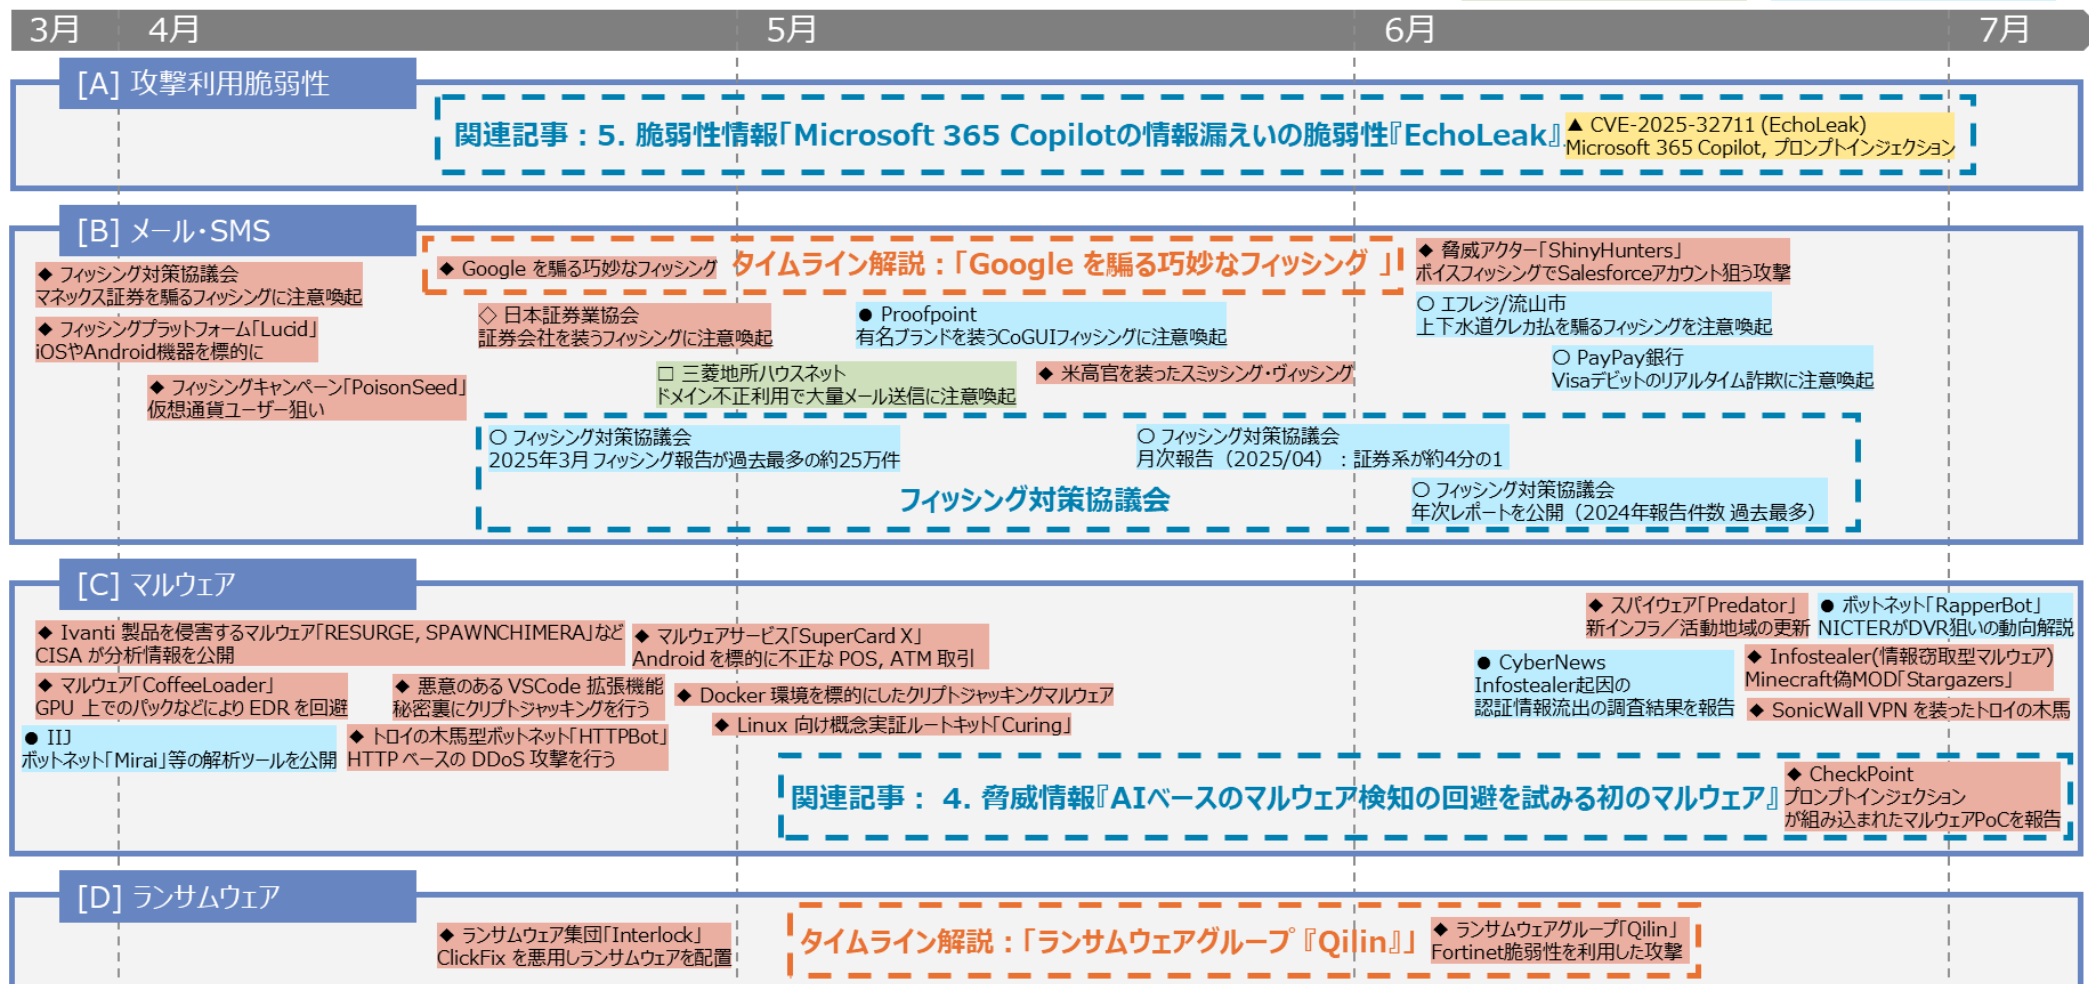 3月 4月 5月 6月 7月
[A] 攻撃利用脆弱性
関連記事：5. 脆弱性情報「Microsoft 365 Copilotの情報漏えいの脆弱性『EchoLeak』
▲ CVE-2025-32711 (EchoLeak)
Microsoft 365 Copilot, プロンプトインジェクション
[B] メール・SMS
◆ フィッシング対策協議会
マネックス証券を騙るフィッシングに注意喚起
◆ フィッシングプラットフォーム「Lucid」
iOSやAndroid機器を標的に
◆ フィッシングキャンペーン「PoisonSeed」
仮想通貨ユーザー狙い
◆ Google を騙る巧妙なフィッシング
タイムライン解説：「Google を騙る巧妙なフィッシング 」
◇ 日本証券業協会
証券会社を装うフィッシングに注意喚起
● Proofpoint
有名ブランドを装うCoGUIフィッシングに注意喚起
□ 三菱地所ハウスネット
ドメイン不正利用で大量メール送信に注意喚起
◆ 米高官を装ったスミッシング・ヴィッシング
◆ 脅威アクター「ShinyHunters」
ボイスフィッシングでSalesforceアカウント狙う攻撃
○ エフレジ/流山市
上下水道クレカ払を騙るフィッシングを注意喚起
○ PayPay銀行
Visaデビットのリアルタイム詐欺に注意喚起
○ フィッシング対策協議会
2025年3月 フィッシング報告が過去最多の約25万件
○ フィッシング対策協議会
月次報告（2025/04）：証券系が約4分の1
フィッシング対策協議会
○ フィッシング対策協議会
年次レポートを公開（2024年報告件数 過去最多）
[C] マルウェア
◆ Ivanti 製品を侵害するマルウェア「RESURGE, SPAWNCHIMERA」など
CISA が分析情報を公開
◆ マルウェア「CoffeeLoader」
GPU 上でのパックなどにより EDR を回避
● IIJ
ボットネット「Mirai」等の解析ツールを公開
◆ 悪意のある VSCode 拡張機能
秘密裏にクリプトジャッキングを行う
◆ トロイの木馬型ボットネット「HTTPBot」
HTTP ベースの DDoS 攻撃を行う
◆ マルウェアサービス「SuperCard X」
Android を標的に不正な POS, ATM 取引
◆ Docker 環境を標的にしたクリプトジャッキングマルウェア
◆ Linux 向け概念実証ルートキット「Curing」
◆ スパイウェア「Predator」
新インフラ／活動地域の更新
● ボットネット「RapperBot」
NICTERがDVR狙いの動向解説
● CyberNews
Infostealer起因の
認証情報流出の調査結果を報告
◆ Infostealer(情報窃取型マルウェア)
Minecraft偽MOD「Stargazers」
◆ SonicWall VPN を装ったトロイの木馬
関連記事： 4. 脅威情報『AIベースのマルウェア検知の回避を試みる初のマルウェア』
◆ CheckPoint
プロンプトインジェクション
が組み込まれたマルウェアPoCを報告
[D] ランサムウェア
◆ ランサムウェア集団「Interlock」
ClickFix を悪用しランサムウェアを配置
タイムライン解説：「ランサムウェアグループ『Qilin』」
◆ ランサムウェアグループ「Qilin」
Fortinet脆弱性を利用した攻撃